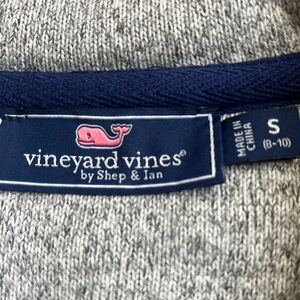 vineyard vines®
by Shep & Ian
MADE IN
CHINA
S
(8-10)